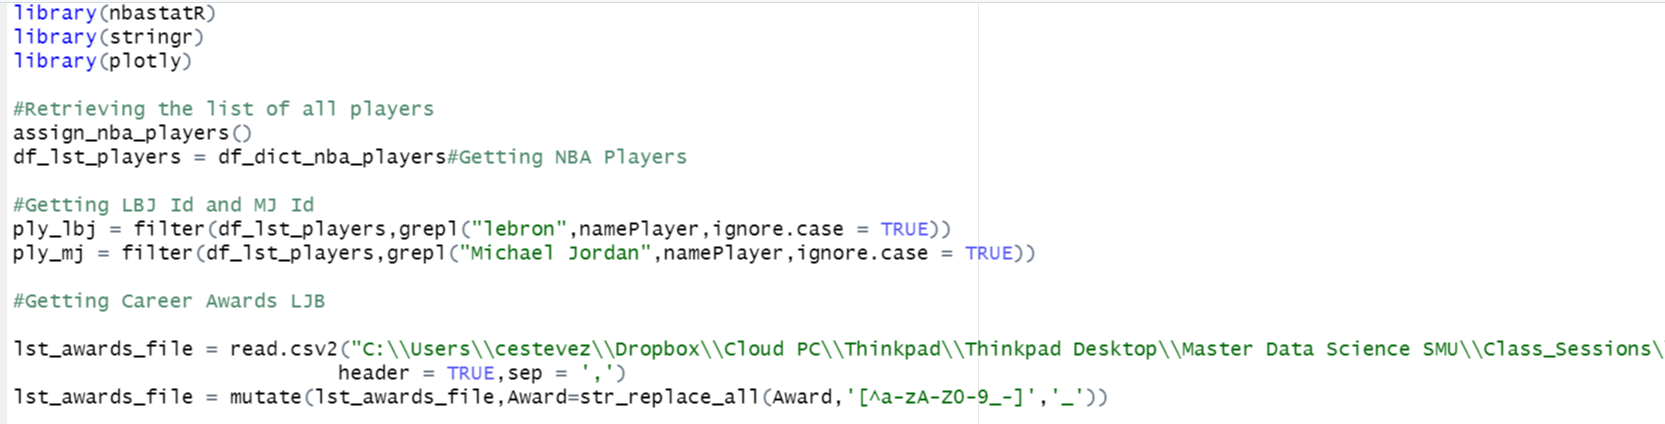 library(nbastatR)
library(stringr)
library(plotly)
#Retrieving the list of all players
assign_nba_players()
df_lst_players = df_dict_nba_players#Getting NBA Players
#Getting LBJ Id and MJ Id
ply_lbj = filter(df_lst_players,grepl("lebron",namePlayer,ignore.case = TRUE))
ply_mj = filter(df_lst_players,grepl("Michael Jordan",namePlayer,ignore.case = TRUE))
#Getting Career Awards LJB
lst_awards_file = read.csv2("C:\\Users\\cestevez\\Dropbox\\Cloud PC\\Thinkpad\\Thinkpad Desktop\\Master Data Science SMU\\Class_Sessions\
header = TRUE,sep = ',')
lst_awards_file = mutate(lst_awards_file,Award=str_replace_all(Award,'[^a-zA-Z0-9_-]','_'))